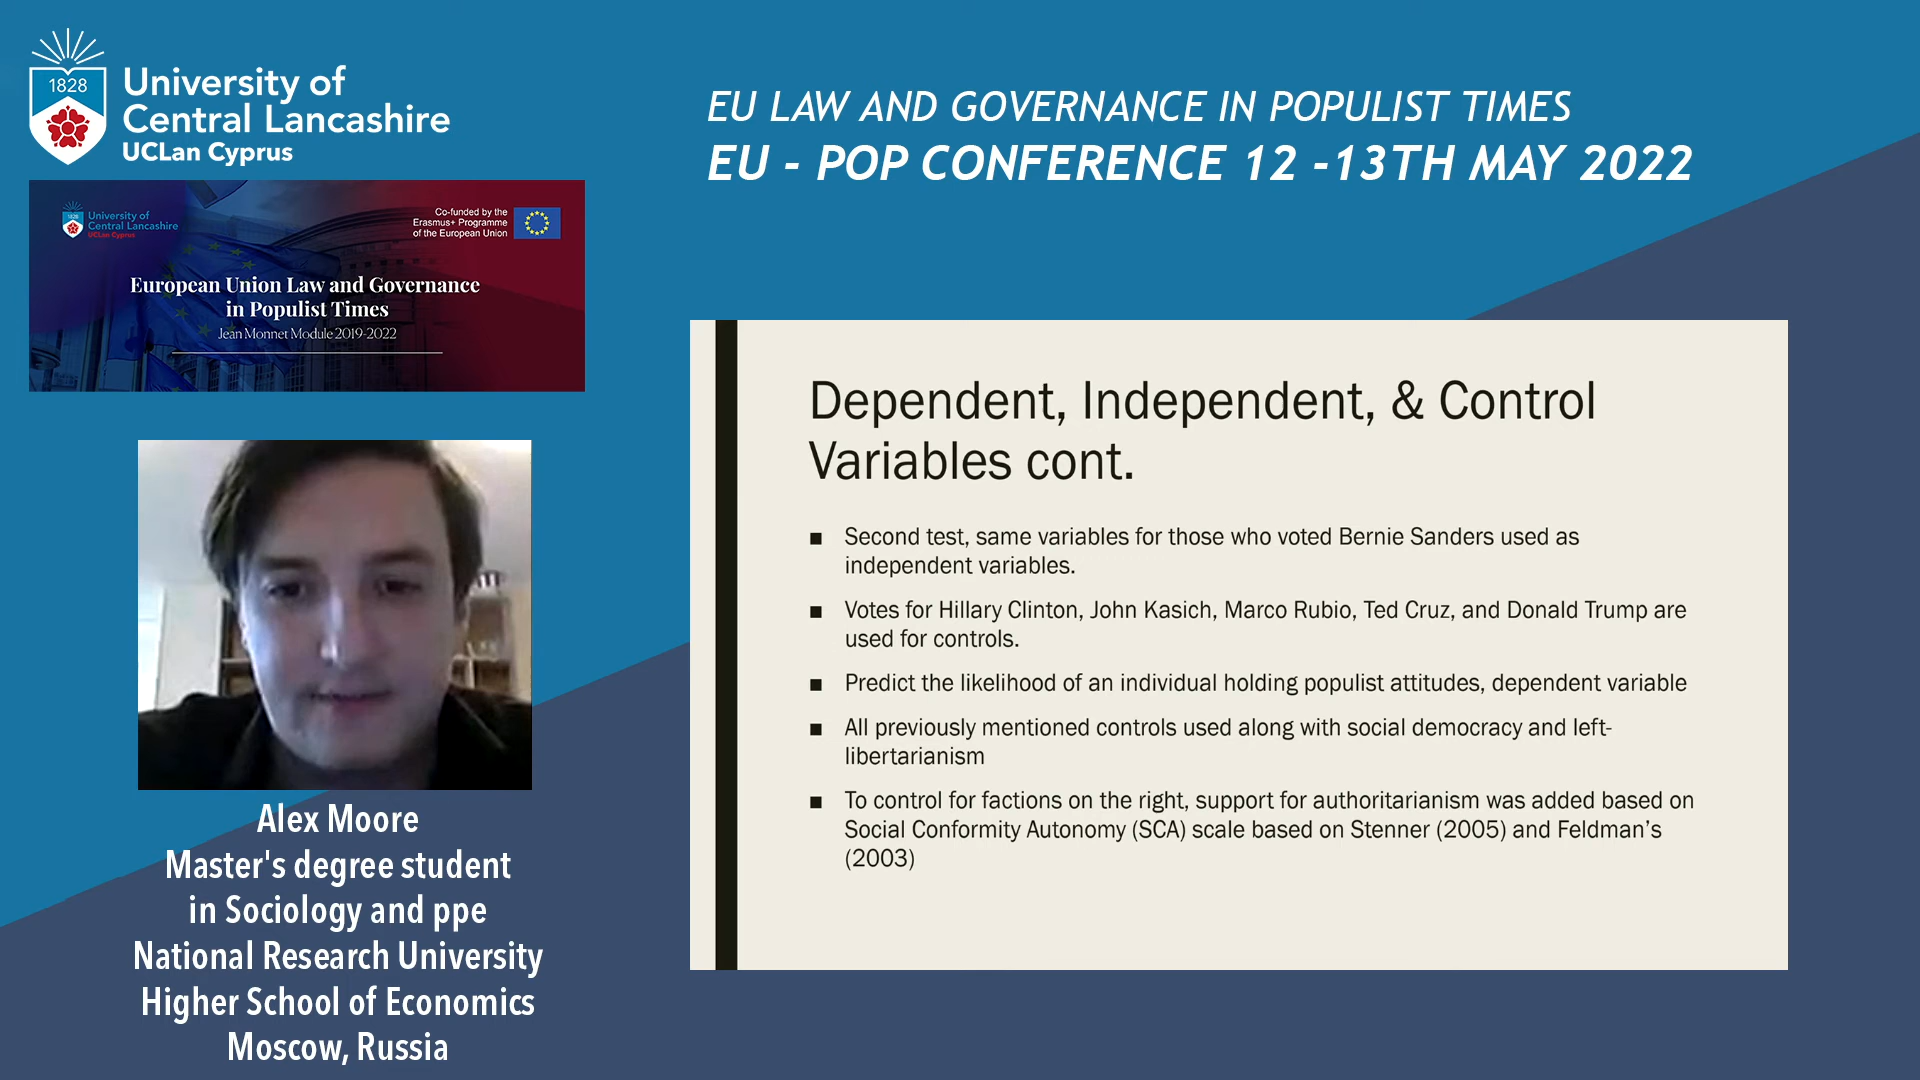 1828
University of
Central Lancashire
UCLan Cyprus
EU LAW AND GOVERNANCE IN POPULIST TIMES
EU - POP CONFERENCE 12 -13TH MAY 2022
1828
University of
Central Lancashire
UCLan Cyprus
Co-funded by the
Erasmus+ Programme
of the European Union
European Union Law and Governance
in Populist Times
Jean Monnet Module 2019-2022
Alex Moore
Master's degree student
in Sociology and ppe
National Research University
Higher School of Economics
Moscow, Russia
Dependent, Independent, & Control
Variables cont.
■ Second test, same variables for those who voted Bernie Sanders used as
independent variables.
■ Votes for Hillary Clinton, John Kasich, Marco Rubio, Ted Cruz, and Donald Trump are
used for controls.
■ Predict the likelihood of an individual holding populist attitudes, dependent variable
■ All previously mentioned controls used along with social democracy and left-
libertarianism
■ To control for factions on the right, support for authoritarianism was added based on
Social Conformity Autonomy (SCA) scale based on Stenner (2005) and Feldman’s
(2003)